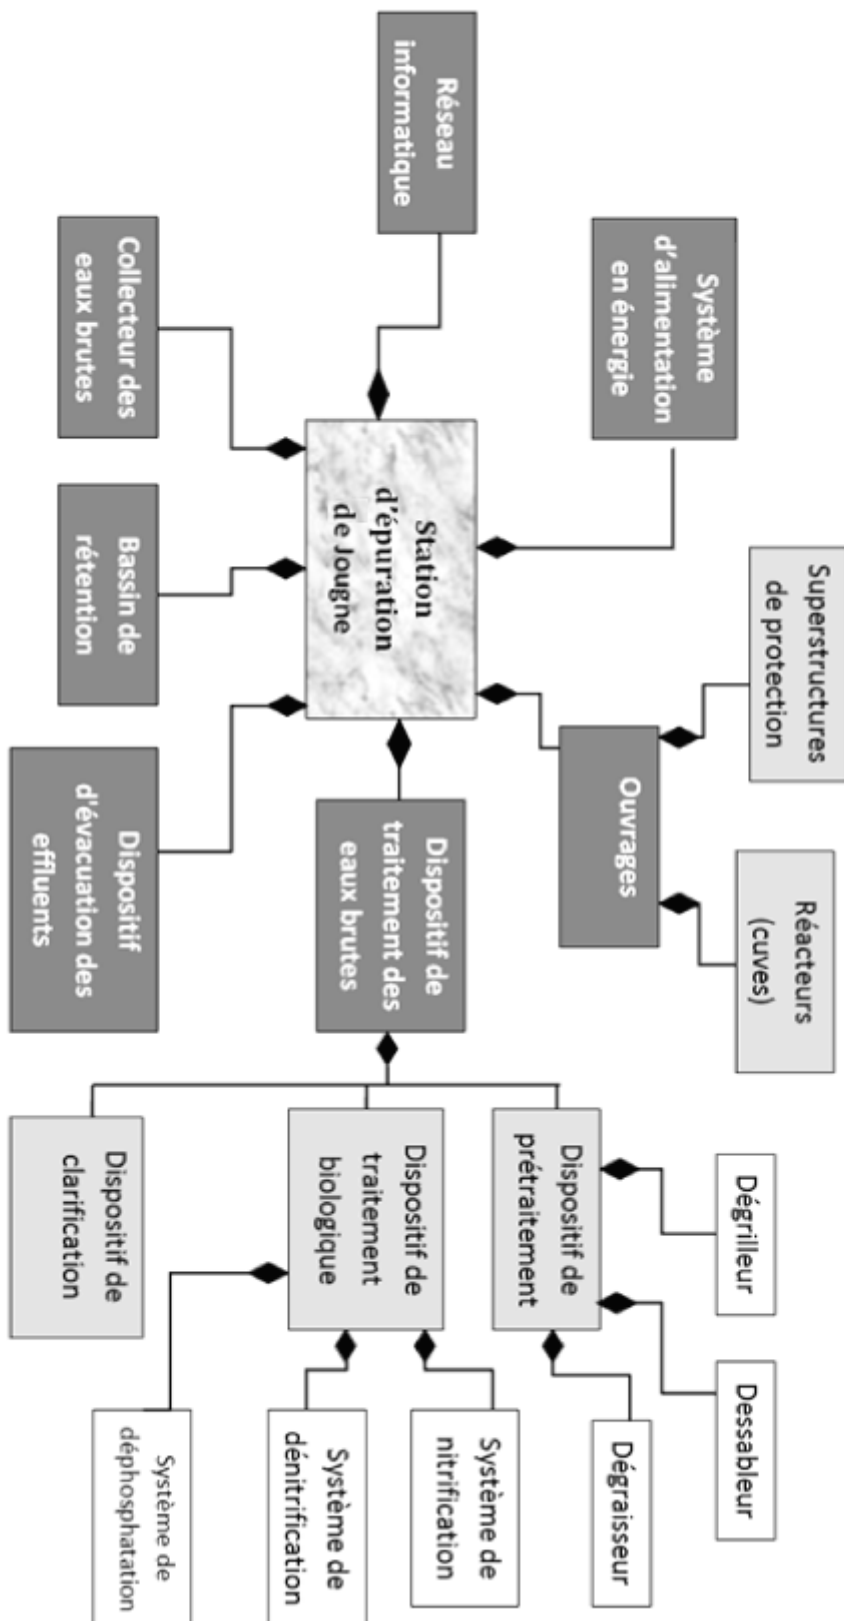 Réseau
informatique
Système
d'alimentation
en énergie
Collecteur des
eaux brutes
Station
d'épuration
de Jougne
Bassin de
rétention
Superstructures
de protection
Ouvrages
Réacteurs
(cuves)
Dispositif
d'évacuation des
effluents
Dispositif de
traitement des
eaux brutes
Dispositif de
prétraitement
Dispositif de
traitement
biologique
Dispositif de
clarification
Dégrilleur
Dessableur
Dégraisseur
Système de
nitrification
Système de
dénitrification
Système de
déphosphatation